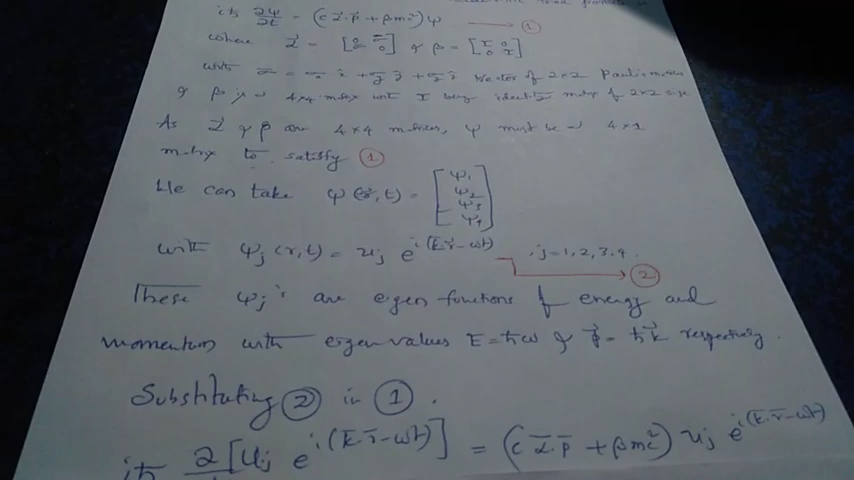 iħ ∂Ψ/∂t = (c α⃗·p⃗ + βmc²)ψ ①
where α⃗ = [0 σ̄ σ̄ 0] & β = [I 0 0 I]
with σ̄ = σx î + σy ĵ + σz vector of 2×2 Pauli matrices
& β is a 4×4 matrix with I being identity matrix of 2×2 size
As α⃗ & β are 4×4 matrices, ψ must be a 4×1
matrix to satisfy ①
We can take ψ(r⃗,t) = [ψ₁ ψ₂ ψ₃ ψ₄]
with ψj(r,t) = uj e^i(k̄·r̄-ωt) , j=1,2,3,4. ②
These ψj's are eigen functions of energy and
momentum with eigen values E=ħω & p⃗=ħk⃗ respectively.
Substituting ② in ① .
iħ ∂[Uj e^i(k̄·r̄-ωt)] = (c ᾱ·p̄ + βmc²) uj e^i(k̄·r̄-ωt)